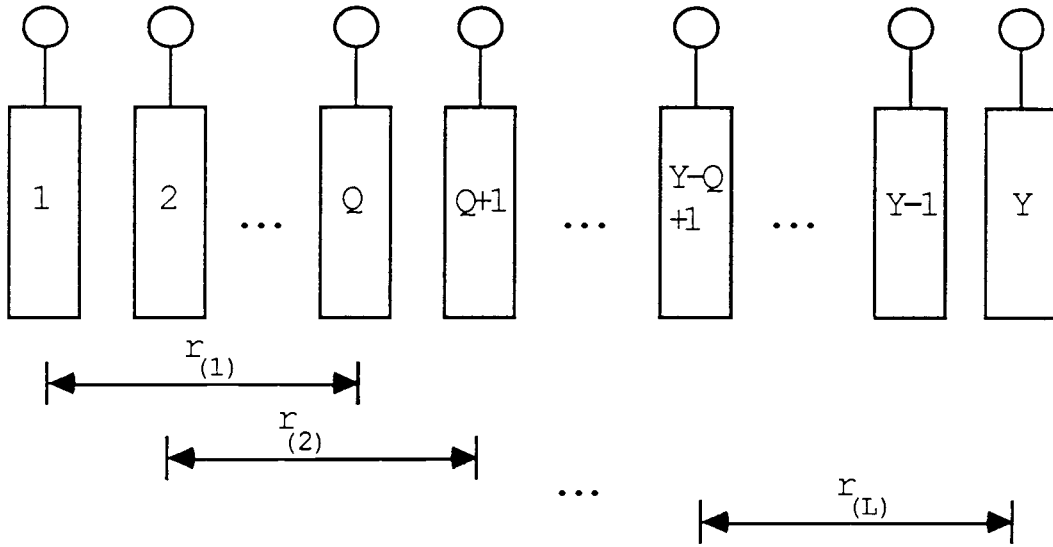 1 2 ... Q Q+1 ... Y-Q ... Y-1 Y
+1
r(1)
r(2)
...
r(L)